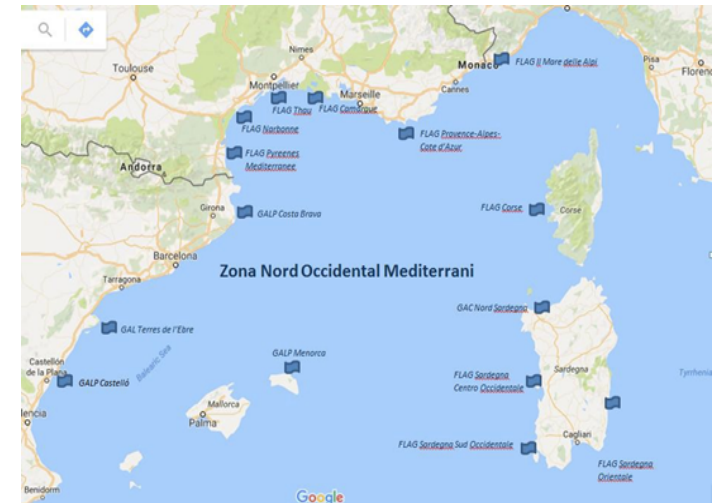 Nimes
Toulouse
Monaco
FLAG Il Mare delle Alpi
Pisa
Florenc
Montpellier
Marseille
Cannes
FLAG Thau
FLAG Camargue
FLAG Narbonne
FLAG Provence-Alpes-
Cote d'Azur
FLAG Pyreenes
Mediterranee
Andorra
Girona
GALP Costa Brava
FLAG Corse
Corse
Barcelona
Zona Nord Occidental Mediterrani
Tarragona
GAC Nord Sardegna
GAL Terres de l'Ebre
Balearic Sea
GALP Menorca
Castellón
de la Plana
GALP Castelló
FLAG Sardegna
Centro Occidentale
Sardegna
Tyrrhenia
Mallorca
Palma
lencia
Cagliari
FLAG Sardegna Sud Occidentale
FLAG Sardegna
Orientale
Benidorm
Google